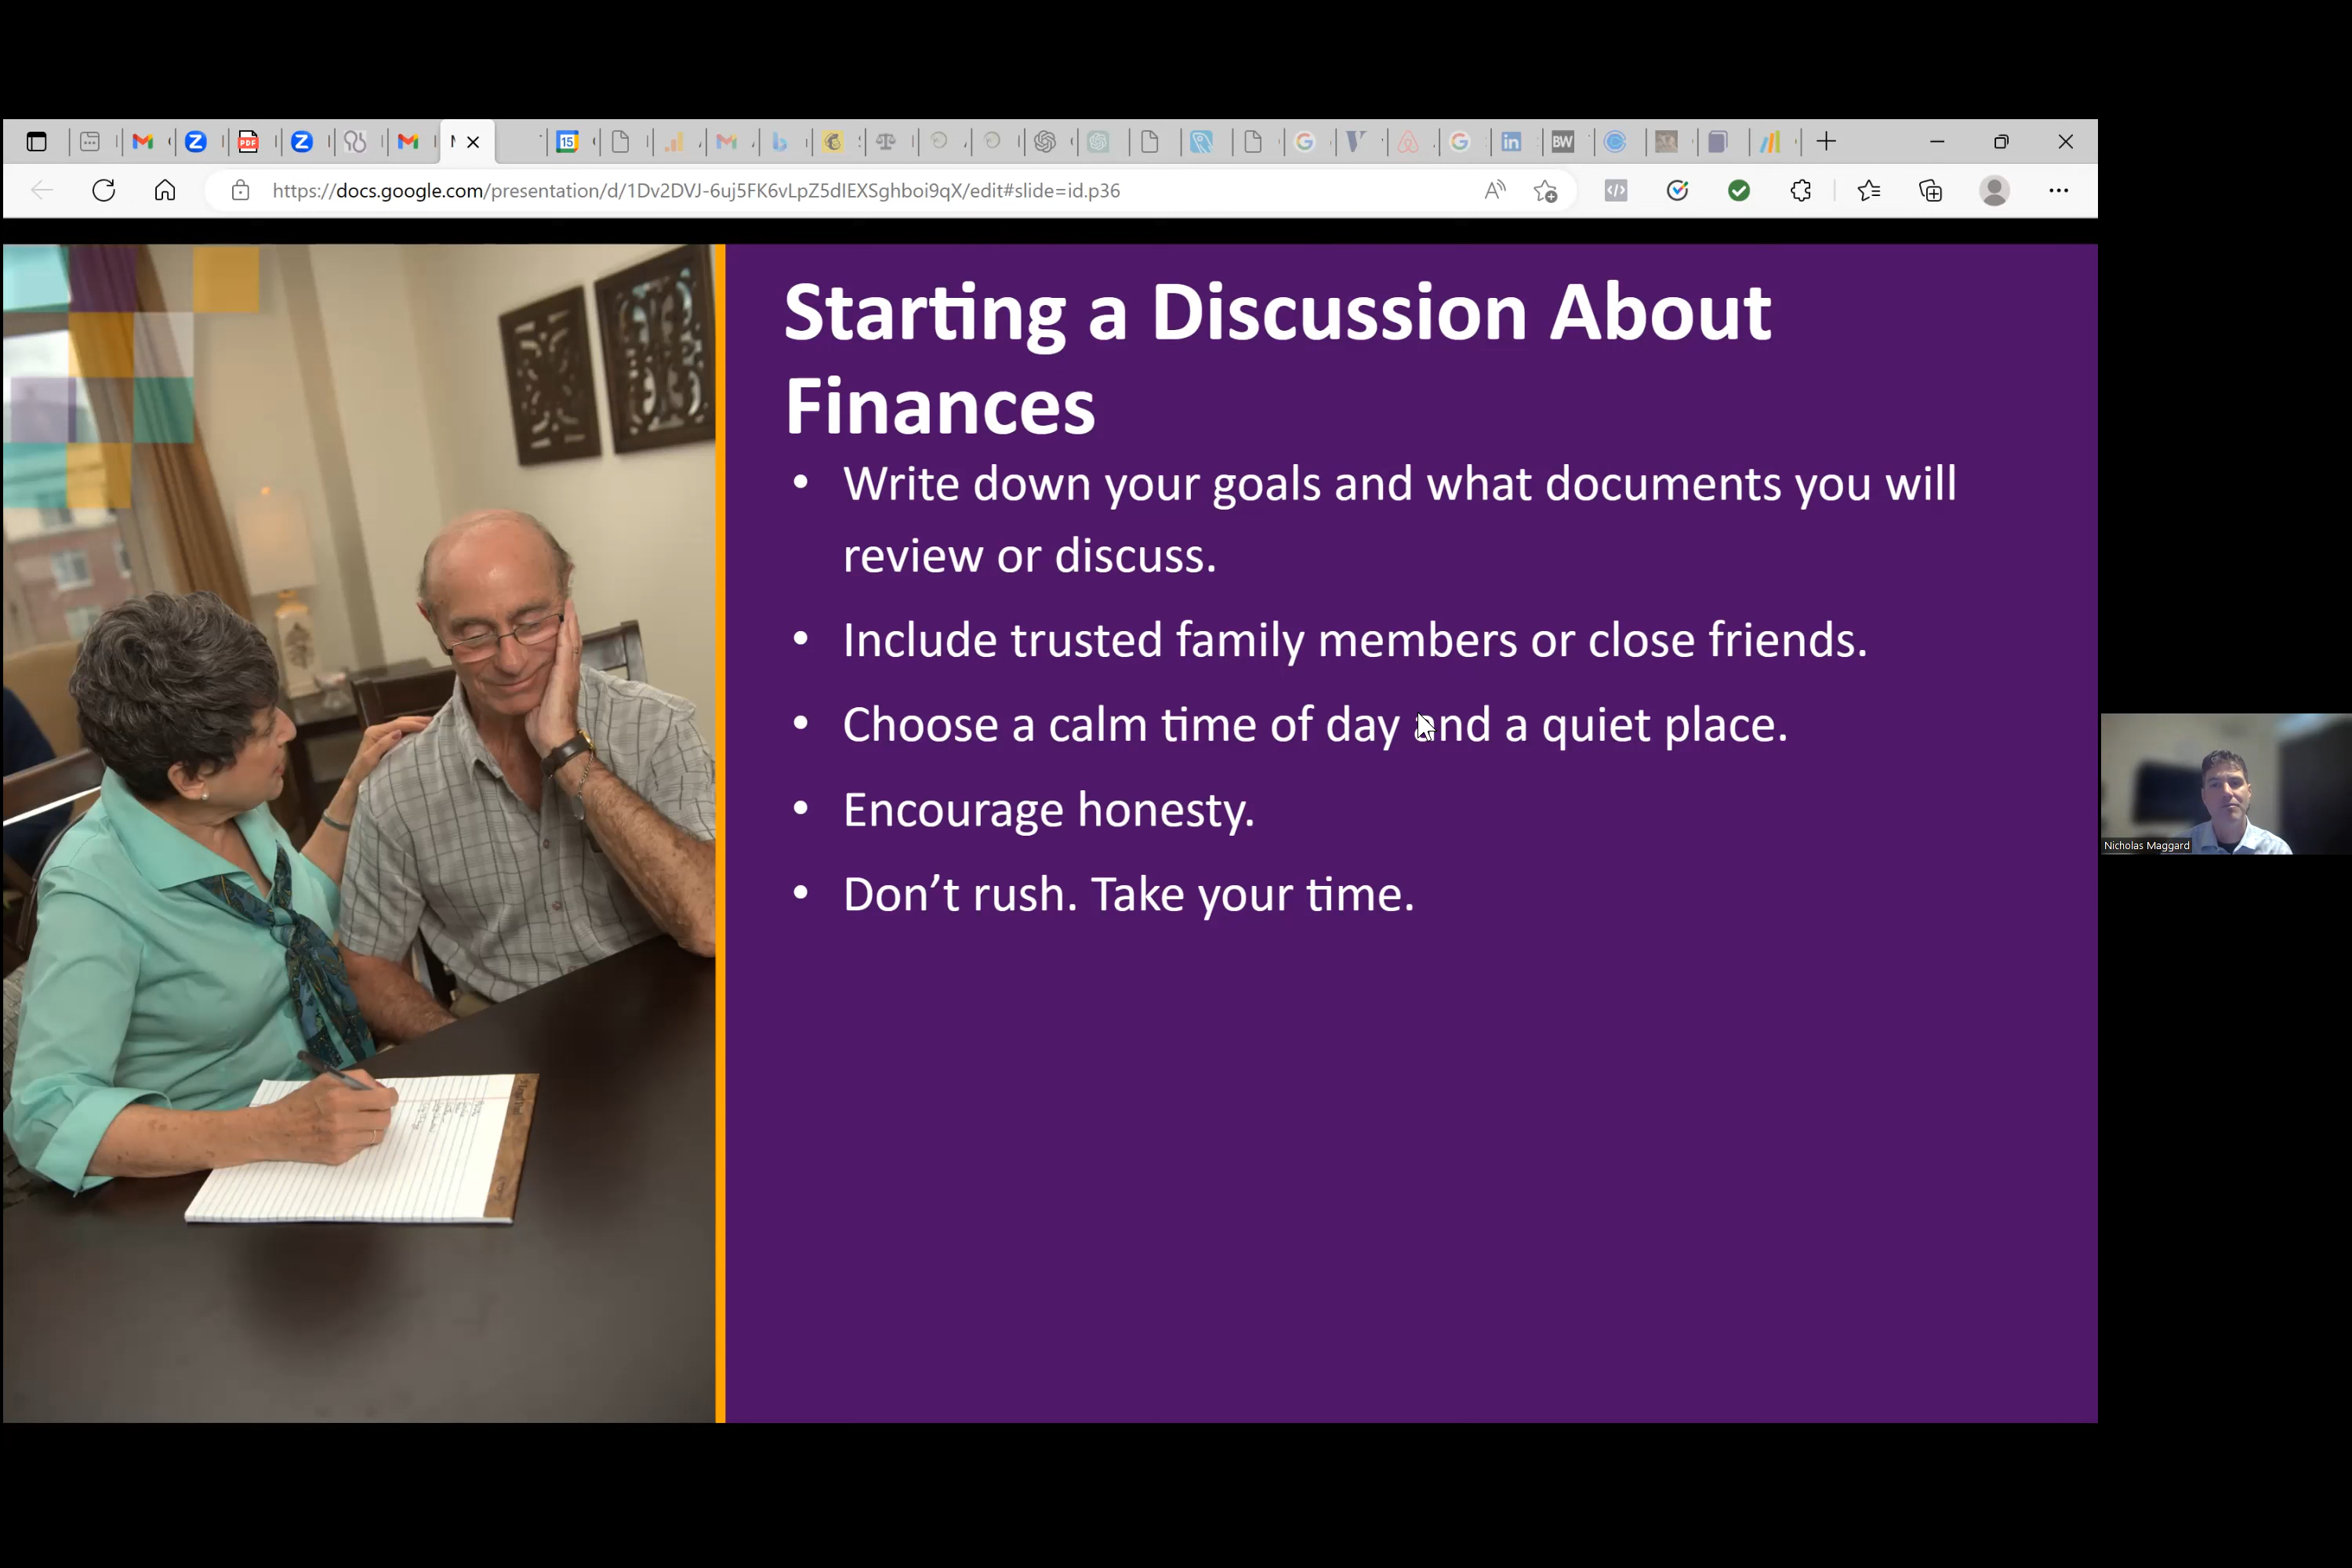 15
BW
https://docs.google.com/presentation/d/1Dv2DVJ-6uj5FK6vLpZ5dIEXSghboi9qX/edit#slide=id.p36
Starting a Discussion About
Finances
• Write down your goals and what documents you will
review or discuss.
• Include trusted family members or close friends.
• Choose a calm time of day and a quiet place.
• Encourage honesty.
• Don’t rush. Take your time.
Nicholas Maggard